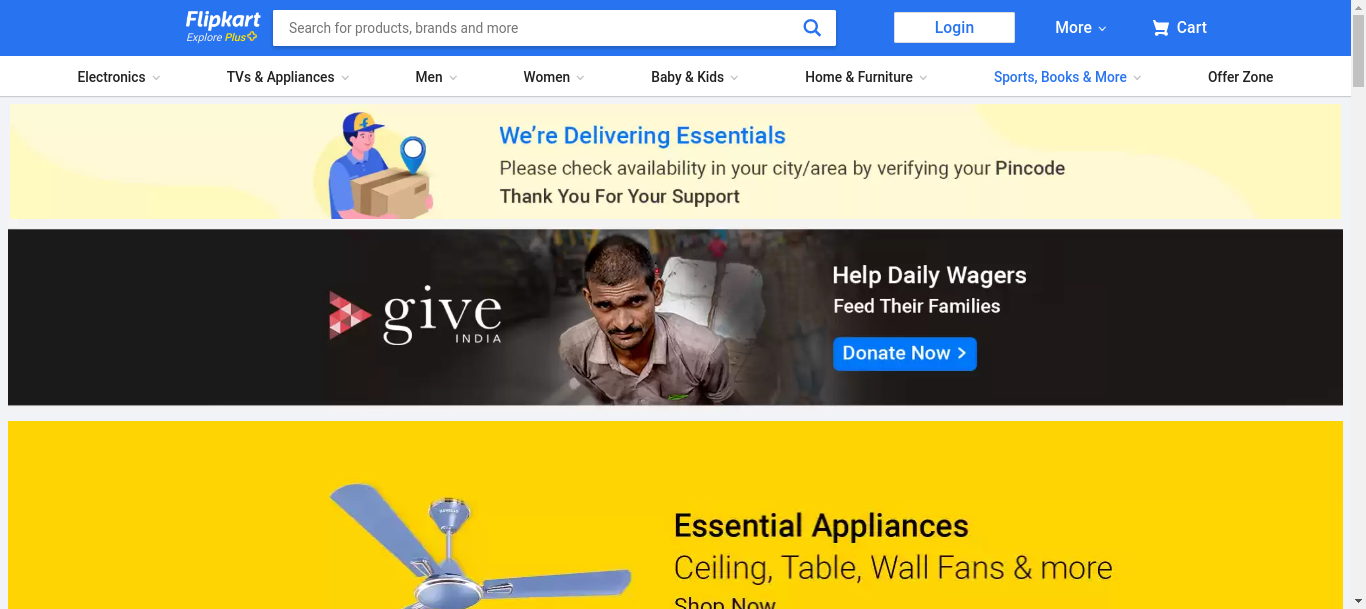 Flipkart
Explore Plus
Search for products, brands and more
Login
More
Cart
Electronics
TVs & Appliances
Men
Women
Baby & Kids
Home & Furniture
Sports, Books & More
Offer Zone
We're Delivering Essentials
Please check availability in your city/area by verifying your Pincode
Thank You For Your Support
give
INDIA
Help Daily Wagers
Feed Their Families
Donate Now >
Essential Appliances
Ceiling, Table, Wall Fans & more
Shop Now